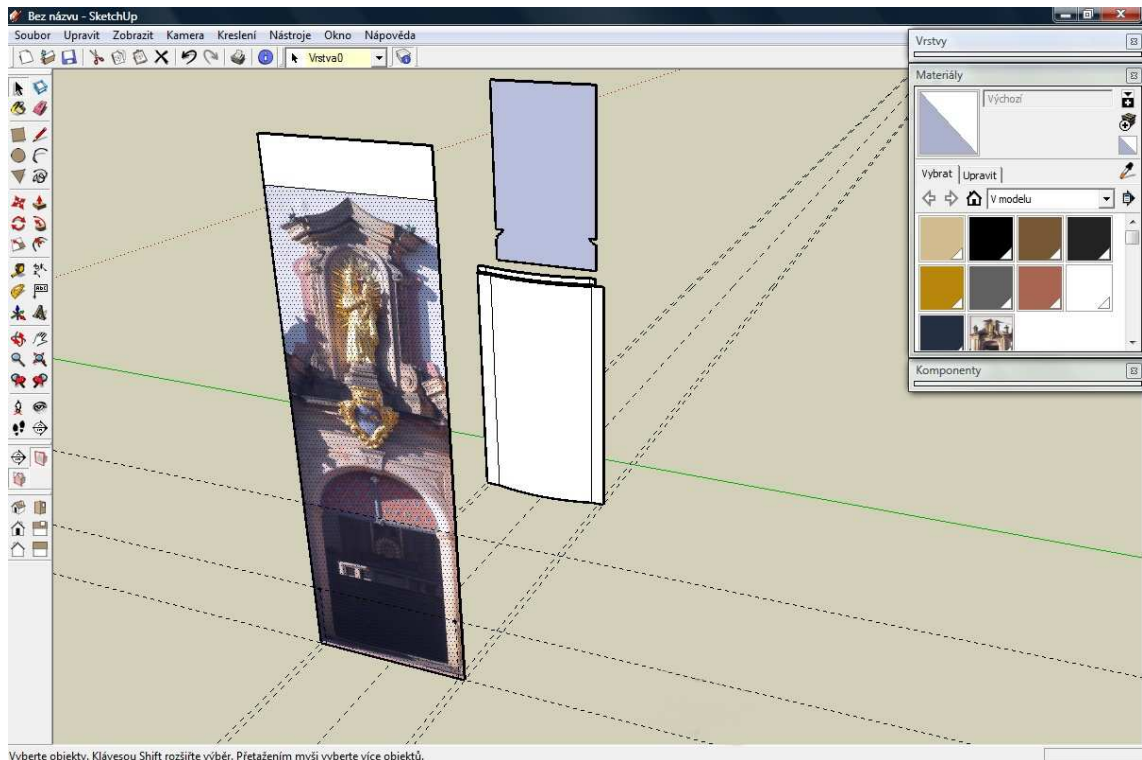 Bez názvu - SketchUp
Soubor Upravit Zobrazit Kamera Kreslení Nástroje Okno Nápověda
Vrstva0
Vrstvy
Materiály
Výchozí
Vybrat Upravit
V modelu
Komponenty
Vyberte objekty. Klávesou Shift rozšiřte výběr. Přetažením myši vyberte více objektů.